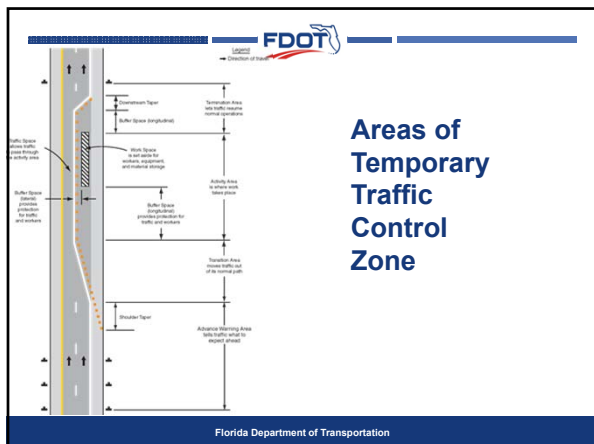 FDOT
Legend
Direction of travel
Downstream Taper
Buffer Space (longitudinal)
Termination Area
lets traffic resume
normal operations
Traffic Space
allows traffic
to pass through
the activity area
Work Space
is set aside for
workers, equipment,
and material storage
Buffer Space
(lateral)
provides
protection
for traffic
and workers
Activity Area
is where work
takes place
Buffer Space
(longitudinal)
provides protection for
traffic and workers
Transition Area
moves traffic out
of its normal path
Shoulder Taper
Advance Warning Area
tells traffic what to
expect ahead
Areas of
Temporary
Traffic
Control
Zone
Florida Department of Transportation